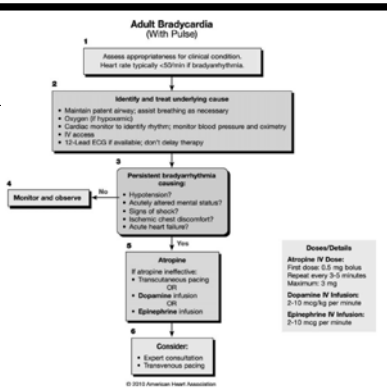 Adult Bradycardia
(With Pulse)
1
Assess appropriateness for clinical condition.
Heart rate typically <50/min if bradyarrhythmia.
2
Identify and treat underlying cause
• Maintain patent airway; assist breathing as necessary
• Oxygen (if hypoxemic)
• Cardiac monitor to identify rhythm; monitor blood pressure and oximetry
• IV access
• 12-Lead ECG if available; don't delay therapy
3
Persistent bradyarrhythmia
causing:
• Hypotension?
• Acutely altered mental status?
• Signs of shock?
• Ischemic chest discomfort?
• Acute heart failure?
4
No
Monitor and observe
Yes
5
Atropine
If atropine ineffective:
• Transcutaneous pacing
OR
• Dopamine infusion
OR
• Epinephrine infusion
6
Consider:
• Expert consultation
• Transvenous pacing
Doses/Details
Atropine IV Dose:
First dose: 0.5 mg bolus
Repeat every 3-5 minutes
Maximum: 3 mg
Dopamine IV Infusion:
2-10 mcg/kg per minute
Epinephrine IV Infusion:
2-10 mcg per minute
© 2010 American Heart Association